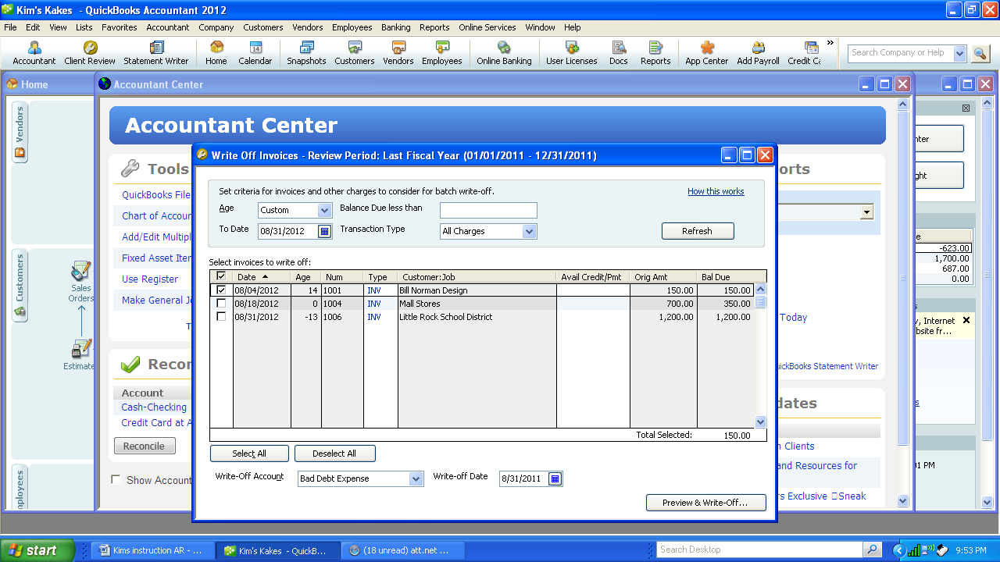 Kim's Kakes - QuickBooks Accountant 2012
File Edit View Lists Favorites Accountant Company Customers Vendors Employees Banking Reports Online Services Window Help
Accountant Client Review Statement Writer Home Calendar Snapshots Customers Vendors Employees Online Banking User Licenses Docs Reports App Center Add Payroll Credit Ca » Search Company or Help
Home
Accountant Center
Vendors
Customers
Sales
Orders
Estimate
mployees
Accountant Center
Tools
QuickBooks File
Chart of Accoun
Add/Edit Multipl
Fixed Asset Iter
Use Register
Make General J
T
Recor
Account
Cash-Checking
Credit Card at A
Reconcile
Show Accountan
Write Off Invoices - Review Period: Last Fiscal Year (01/01/2011 - 12/31/2011)
Set criteria for invoices and other charges to consider for batch write-off.
How this works
Age Custom Balance Due less than
To Date 08/31/2012 Transaction Type All Charges Refresh
Select invoices to write off:
Date Age Num Type Customer:Job Avail Credit/Pmt Orig Amt Bal Due
08/04/2012 14 1001 INV Bill Norman Design 150.00 150.00
08/18/2012 0 1004 INV Mall Stores 700.00 350.00
08/31/2012 -13 1006 INV Little Rock School District 1,200.00 1,200.00
Total Selected: 150.00
Select All Deselect All
Write-Off Account Bad Debt Expense Write-off Date 8/31/2011
Preview & Write-Off...
orts
Today
uickBooks Statement Writer
dates
n Clients
and Resources for
rs Exclusive Sneak
nter
ght
e
-623.00
1,700.00
687.00
0.00
s
y, Internet
bsite fr...
s
1 PM
start Kims instruction AR - ... Kim's Kakes - QuickB... (18 unread) att.net ... Search Desktop 9:53 PM